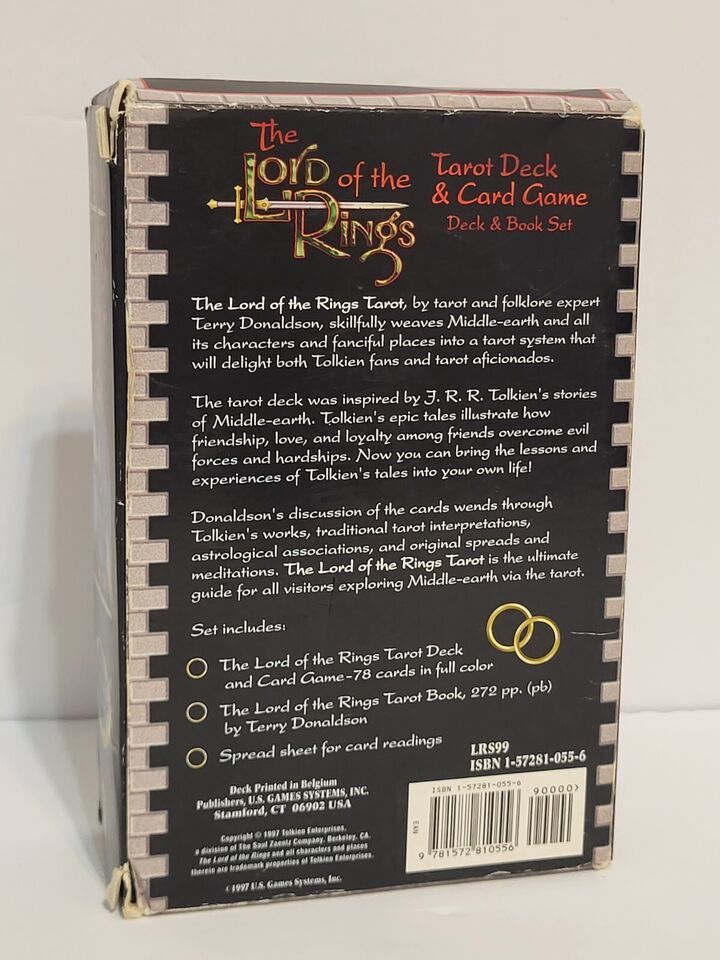 The
Lord of the
Rings
Tarot Deck
& Card Game
Deck & Book Set
The Lord of the Rings Tarot, by tarot and folklore expert
Terry Donaldson, skillfully weaves Middle-earth and all
its characters and fanciful places into a tarot system that
will delight both Tolkien fans and tarot aficionados.
The tarot deck was inspired by J. R. R. Tolkien's stories
of Middle-earth. Tolkien's epic tales illustrate how
friendship, love, and loyalty among friends overcome evil
forces and hardships. Now you can bring the lessons and
experiences of Tolkien's tales into your own life!
Donaldson's discussion of the cards wends through
Tolkien's works, traditional tarot interpretations,
astrological associations, and original spreads and
meditations. The Lord of the Rings Tarot is the ultimate
guide for all visitors exploring Middle-earth via the tarot.
Set includes:
The Lord of the Rings Tarot Deck
and Card Game-78 cards in full color
The Lord of the Rings Tarot Book, 272 pp. (pb)
by Terry Donaldson
Spread sheet for card readings
LRS99
ISBN 1-57281-055-6
Deck Printed in Belgium
Publishers, U.S. GAMES SYSTEMS, INC.
Stamford, CT 06902 USA
Copyright © 1997 Tolkien Enterprises,
a division of The Saul Zaentz Company, Berkeley, CA.
The Lord of the Rings and all characters and places
therein are trademark properties of Tolkien Enterprises.
© 1997 U.S. Games Systems, Inc.
ISBN 1-57281-055-6
90000>
EAN
9 781572 810556